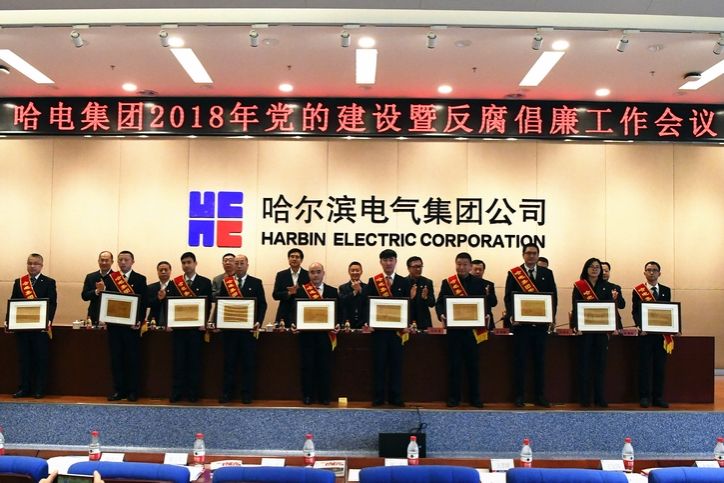 哈电集团2018年党的建设暨反腐倡廉工作会议
哈尔滨电气集团公司
HARBIN ELECTRIC CORPORATION